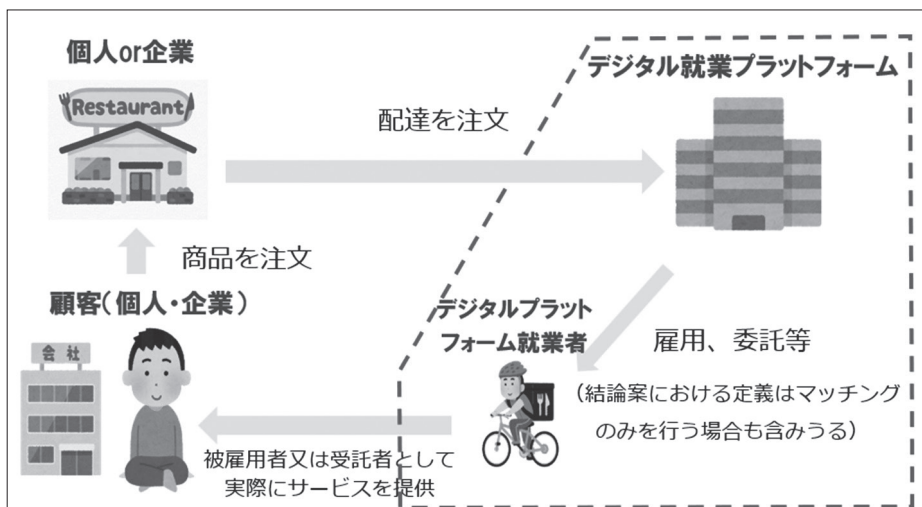 個人or企業
Restaurant
配達を注文
デジタル就業プラットフォーム
商品を注文
顧客(個人・企業)
会社
デジタルプラット
フォーム就業者
雇用、委託等
(結論案における定義はマッチング
のみを行う場合も含みうる)
被雇用者又は受託者として
実際にサービスを提供